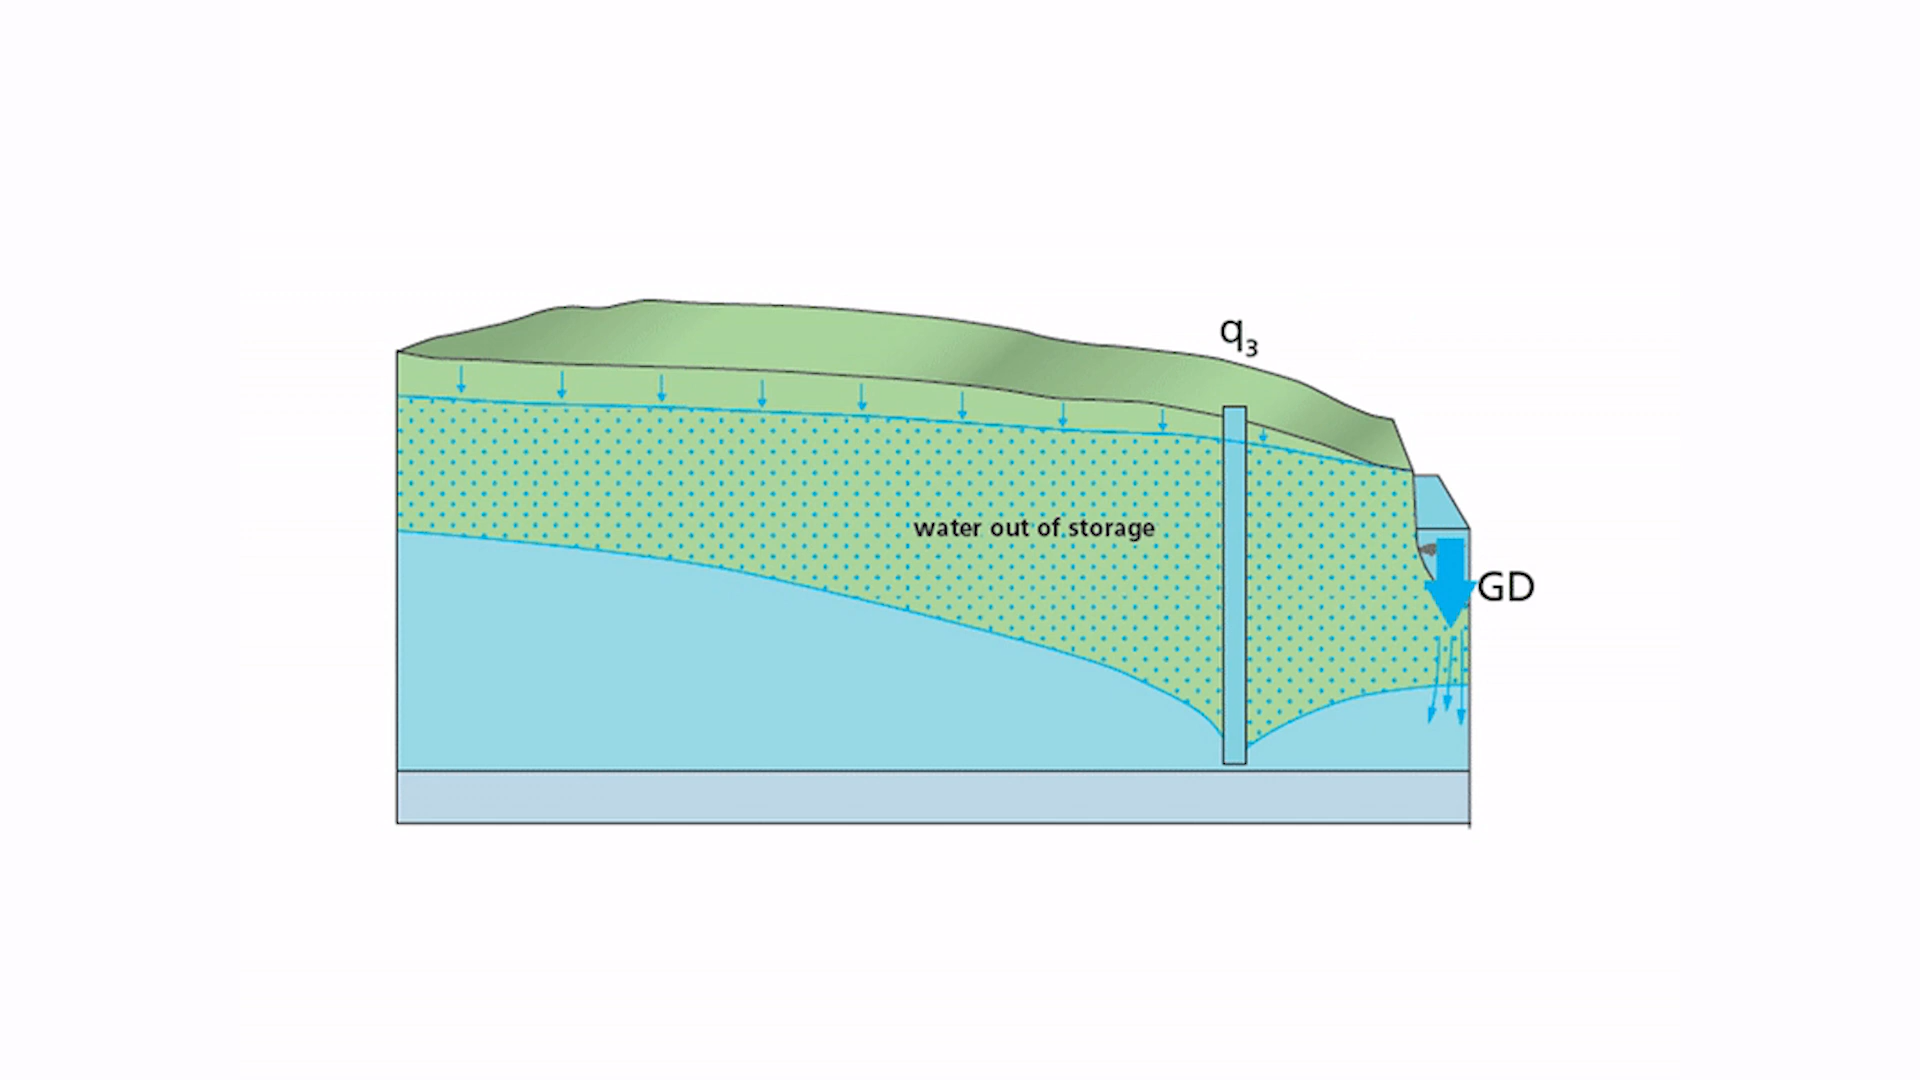 q₃
water out of storage
GD